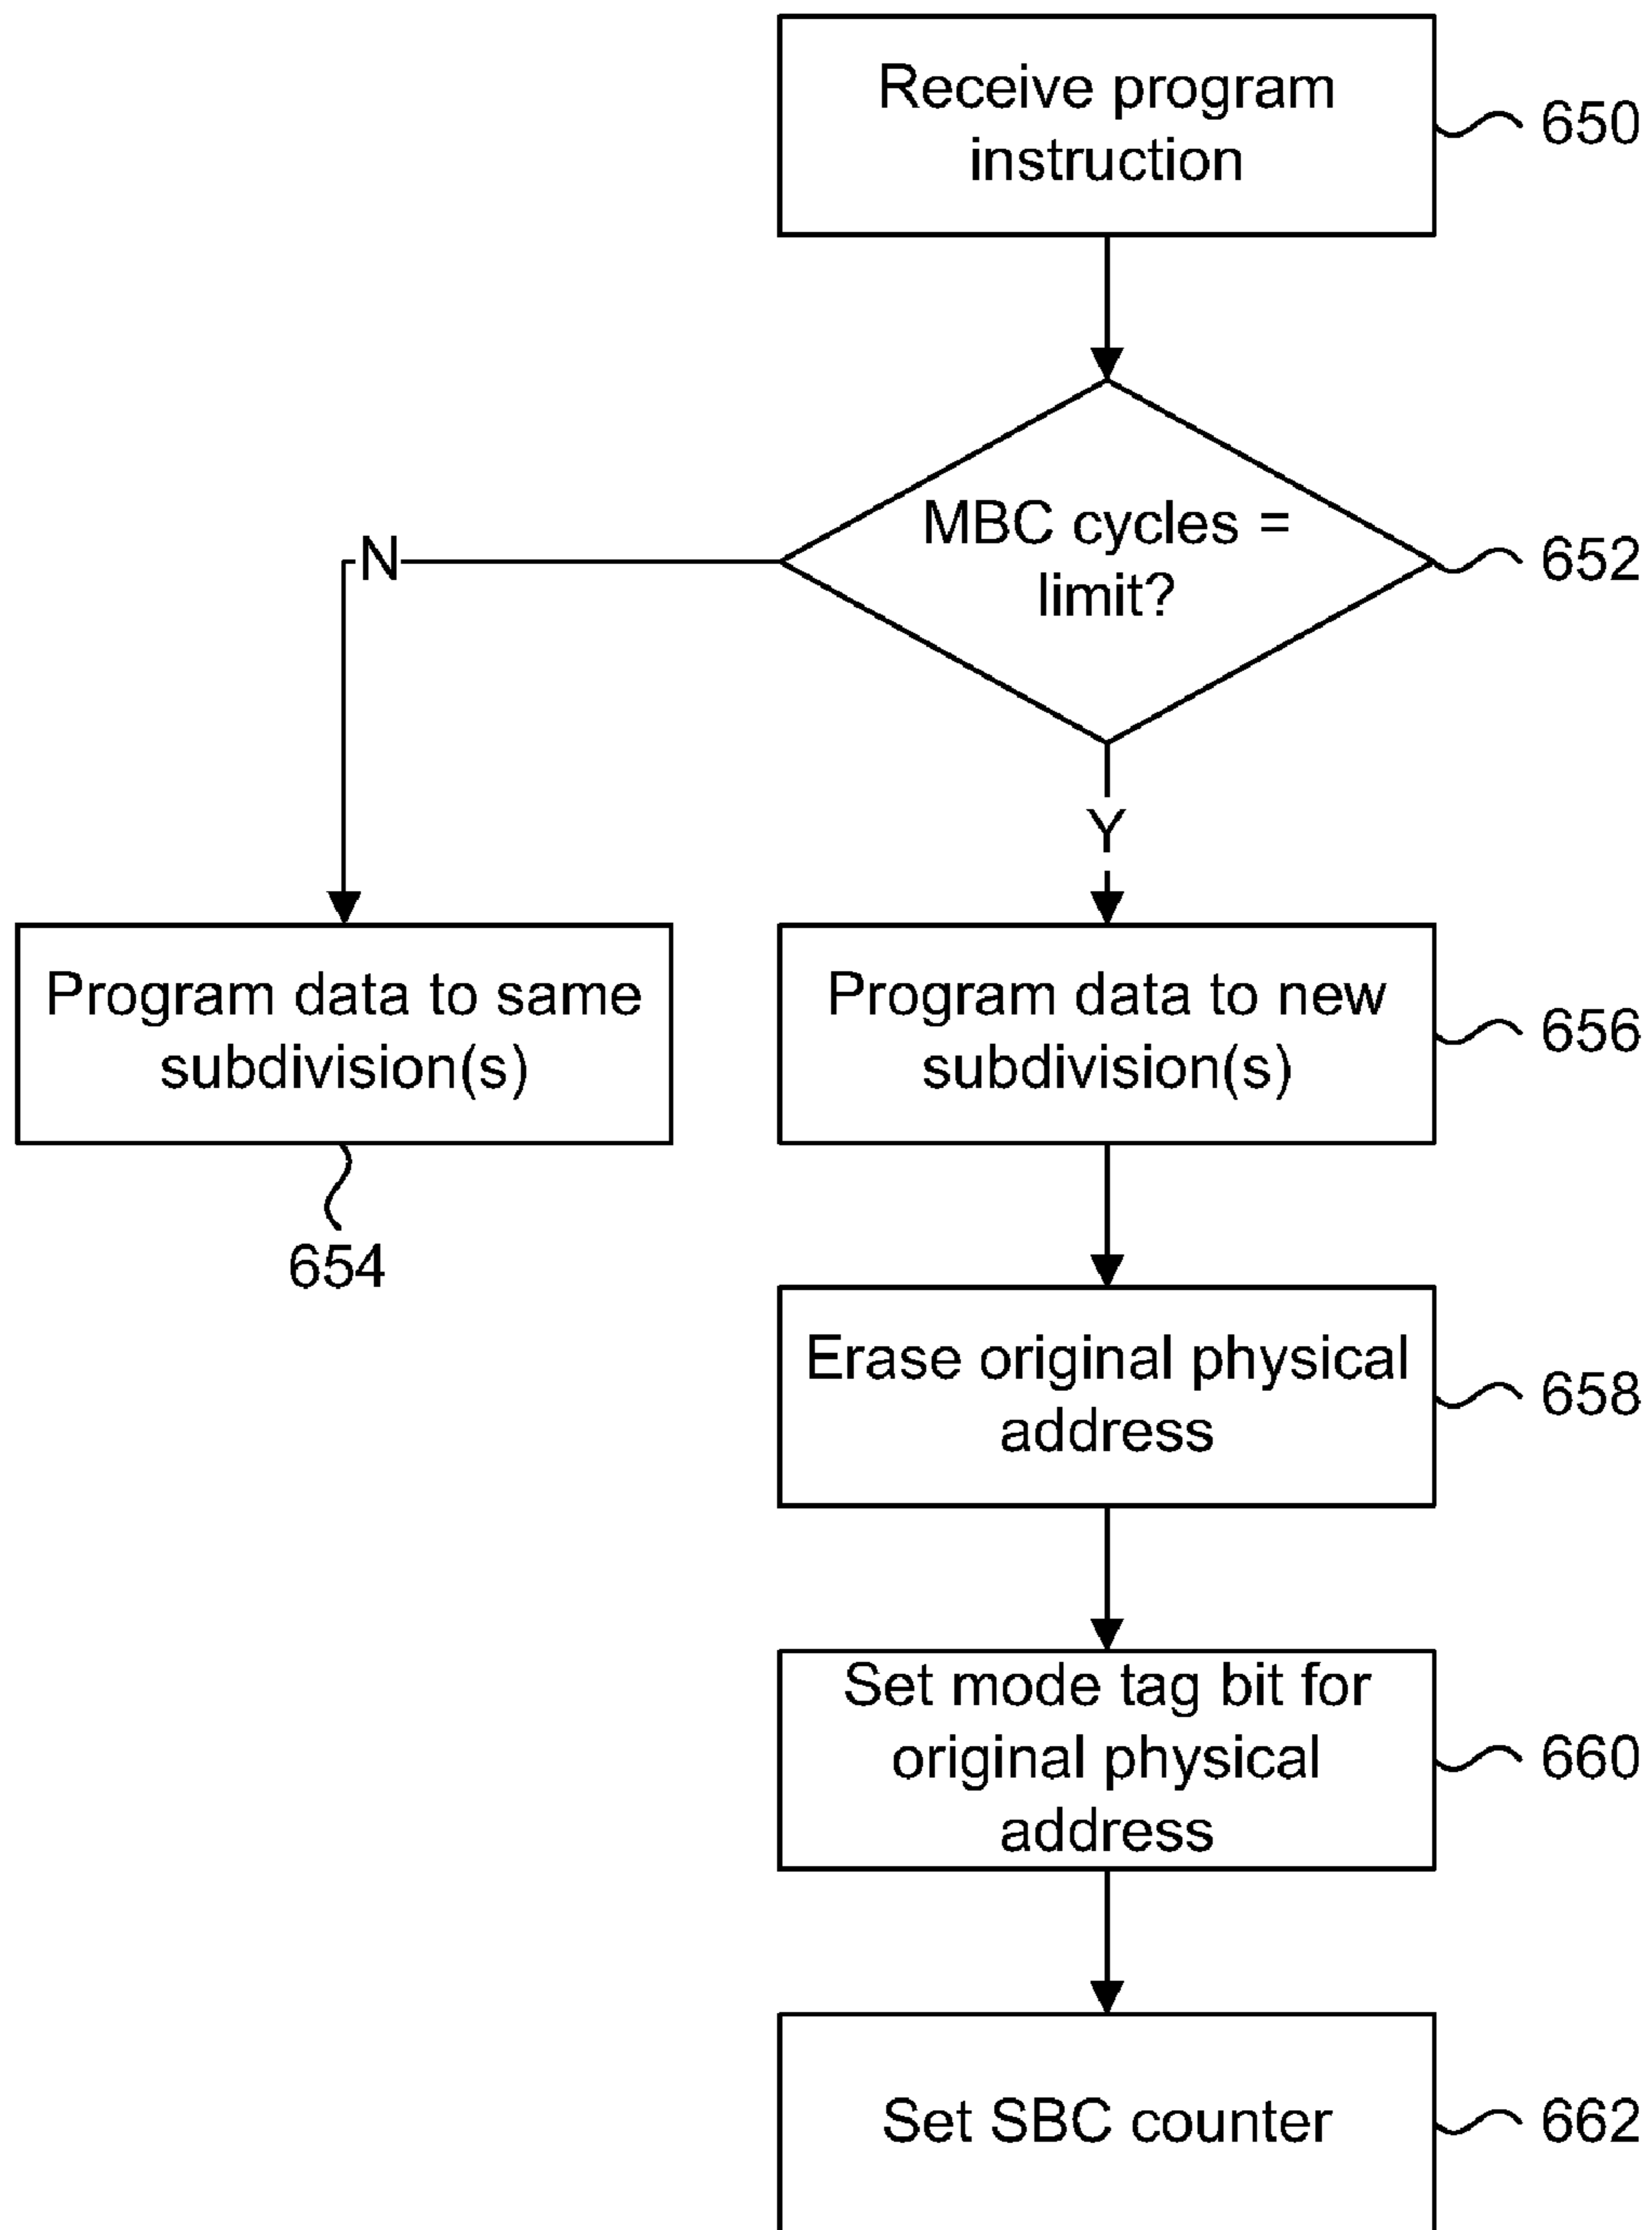 Receive program
instruction
650
MBC cycles =
limit?
652
N
Y
Program data to same
subdivision(s)
654
Program data to new
subdivision(s)
656
Erase original physical
address
658
Set mode tag bit for
original physical
address
660
Set SBC counter
662